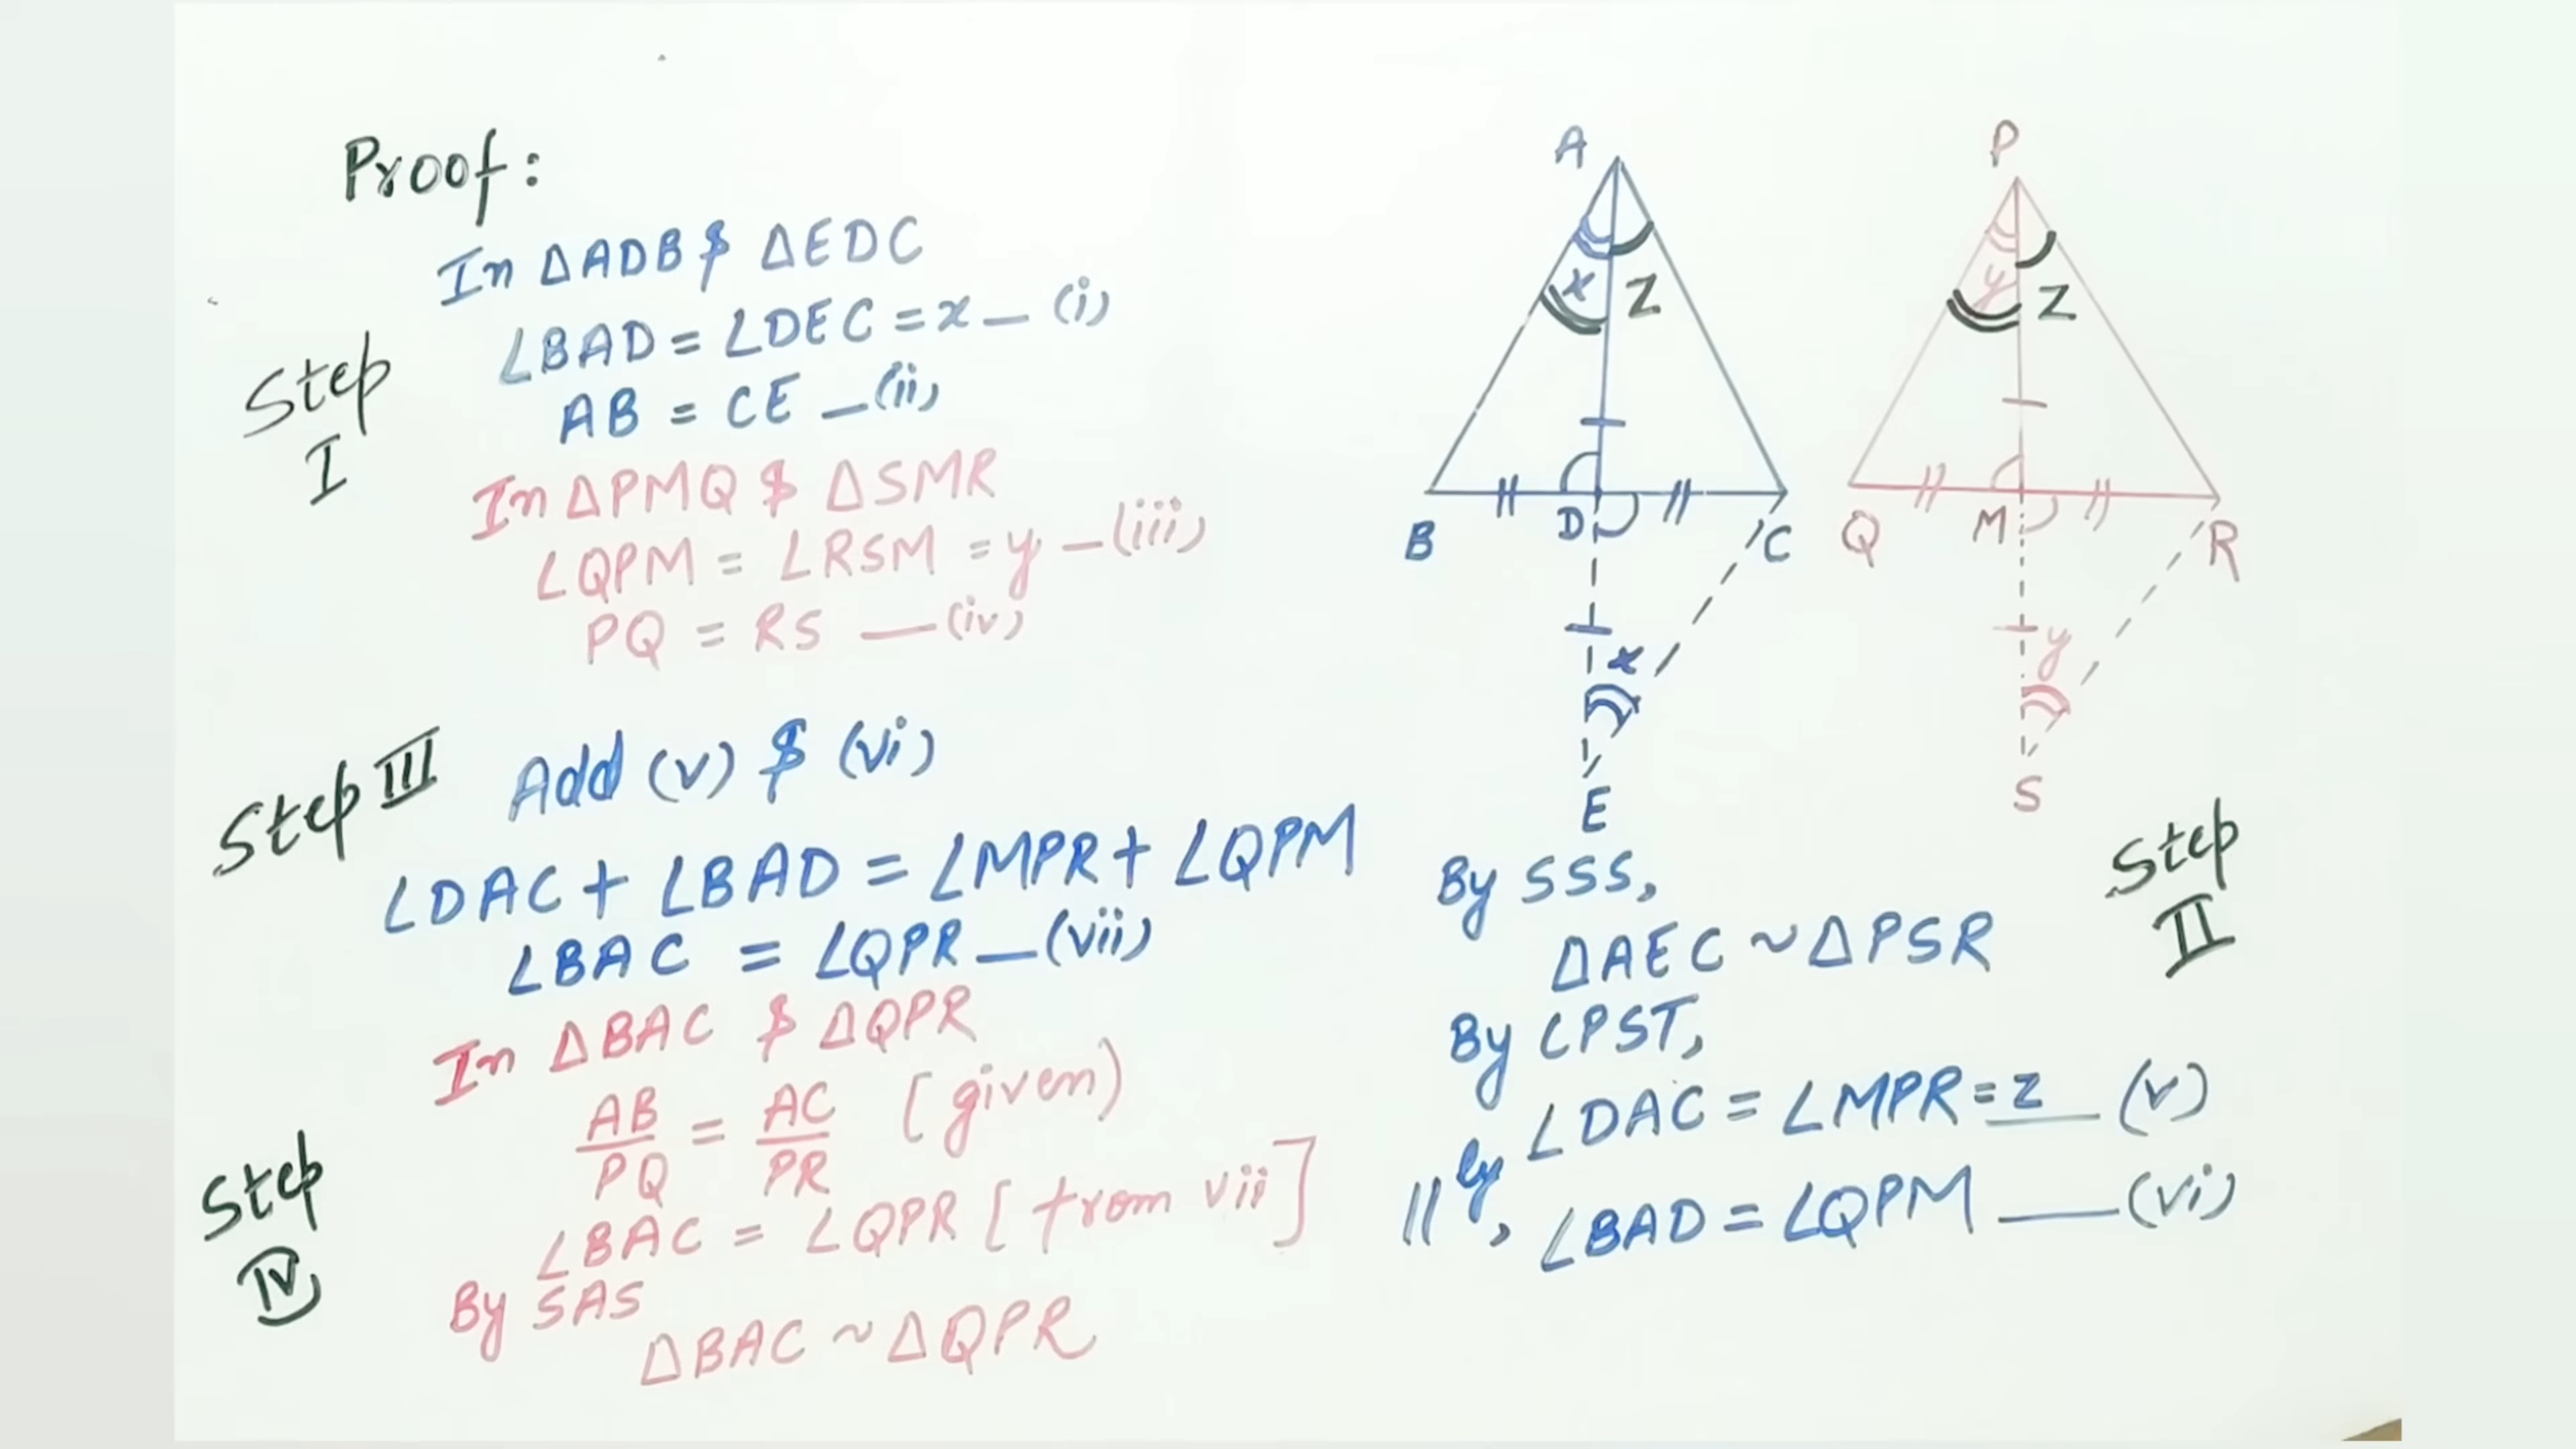 Proof:
In ΔADB & ΔEDC
∠BAD = ∠DEC = x — (i)
AB = CE — (ii)
Step
I
In ΔPMQ & ΔSMR
∠QPM = ∠RSM = y — (iii)
PQ = RS — (iv)
A
x
Z
B
D
C
x
E
P
y
Z
Q
M
R
y
S
Step
II
By SSS,
ΔAEC ~ ΔPSR
By CPST,
∠DAC = ∠MPR = z — (v)
||ly, ∠BAD = ∠QPM — (vi)
Step III
Add (v) & (vi)
∠DAC + ∠BAD = ∠MPR + ∠QPM
∠BAC = ∠QPR — (vii)
Step
IV
In ΔBAC & ΔQPR
AB/PQ = AC/PR [given)
∠BAC = ∠QPR [from vii]
By SAS
ΔBAC ~ ΔQPR